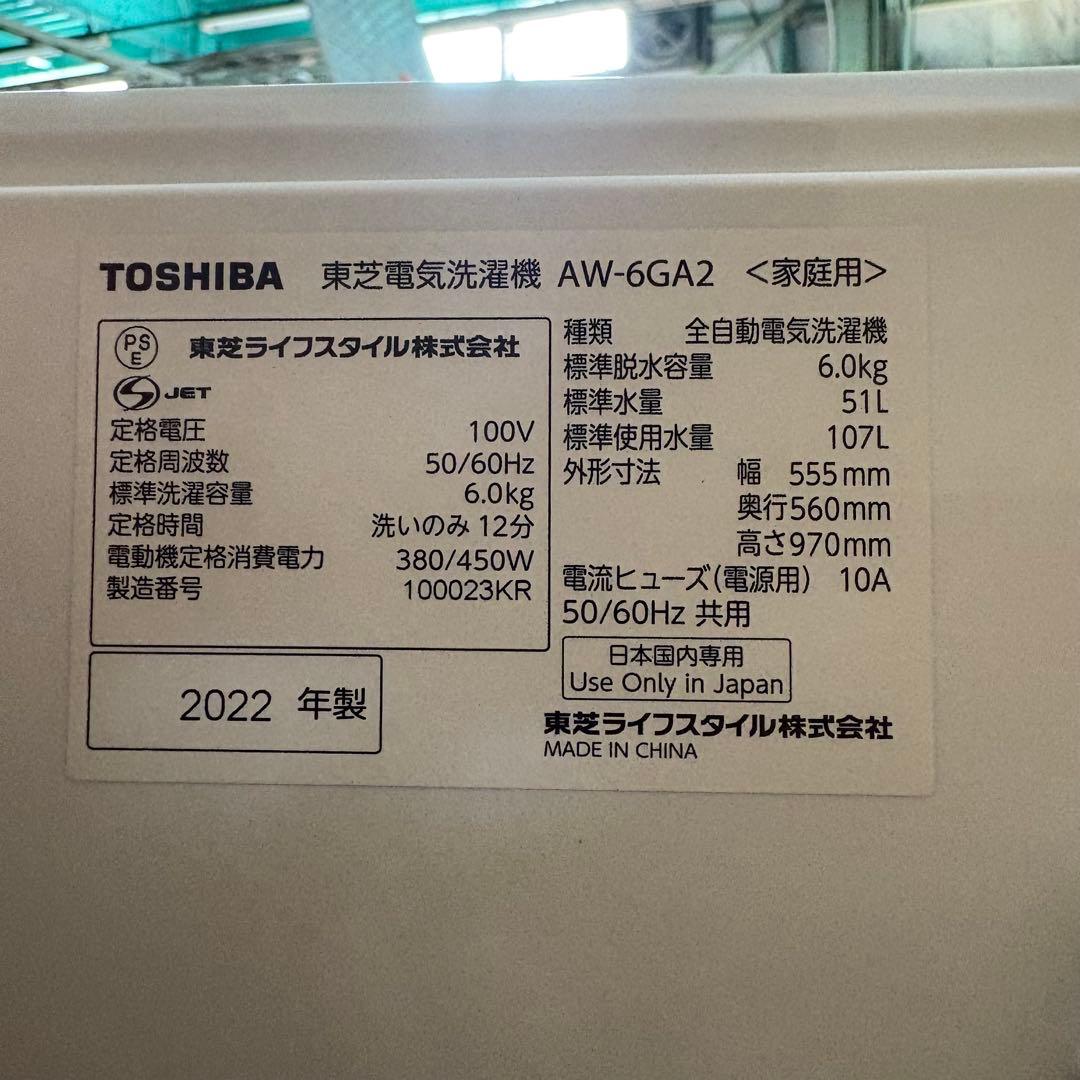 TOSHIBA 東芝電気洗濯機 AW-6GA2 <家庭用>
PSE 東芝ライフスタイル株式会社
JET
定格電圧 100V
定格周波数 50/60Hz
標準洗濯容量 6.0kg
定格時間 洗いのみ 12分
電動機定格消費電力 380/450W
製造番号 100023KR
2022 年製
種類 全自動電気洗濯機
標準脱水容量 6.0kg
標準水量 51L
標準使用水量 107L
外形寸法 幅 555mm
奥行560mm
高さ970mm
電流ヒューズ(電源用) 10A
50/60Hz 共用
日本国内専用
Use Only in Japan
東芝ライフスタイル株式会社
MADE IN CHINA